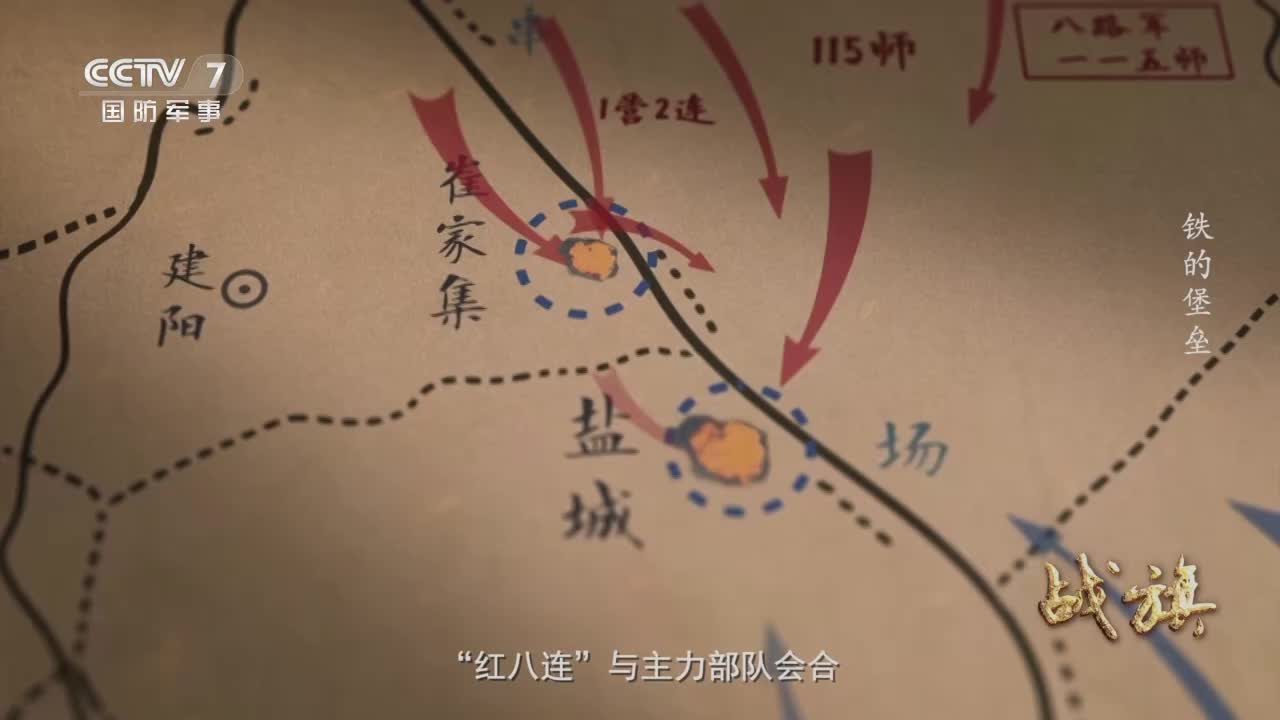 CCTV 7
国防军事
115师
八路军
一一五师
1营2连
崔家集
建阳
铁的堡垒
盐城
场
战旗
“红八连”与主力部队会合